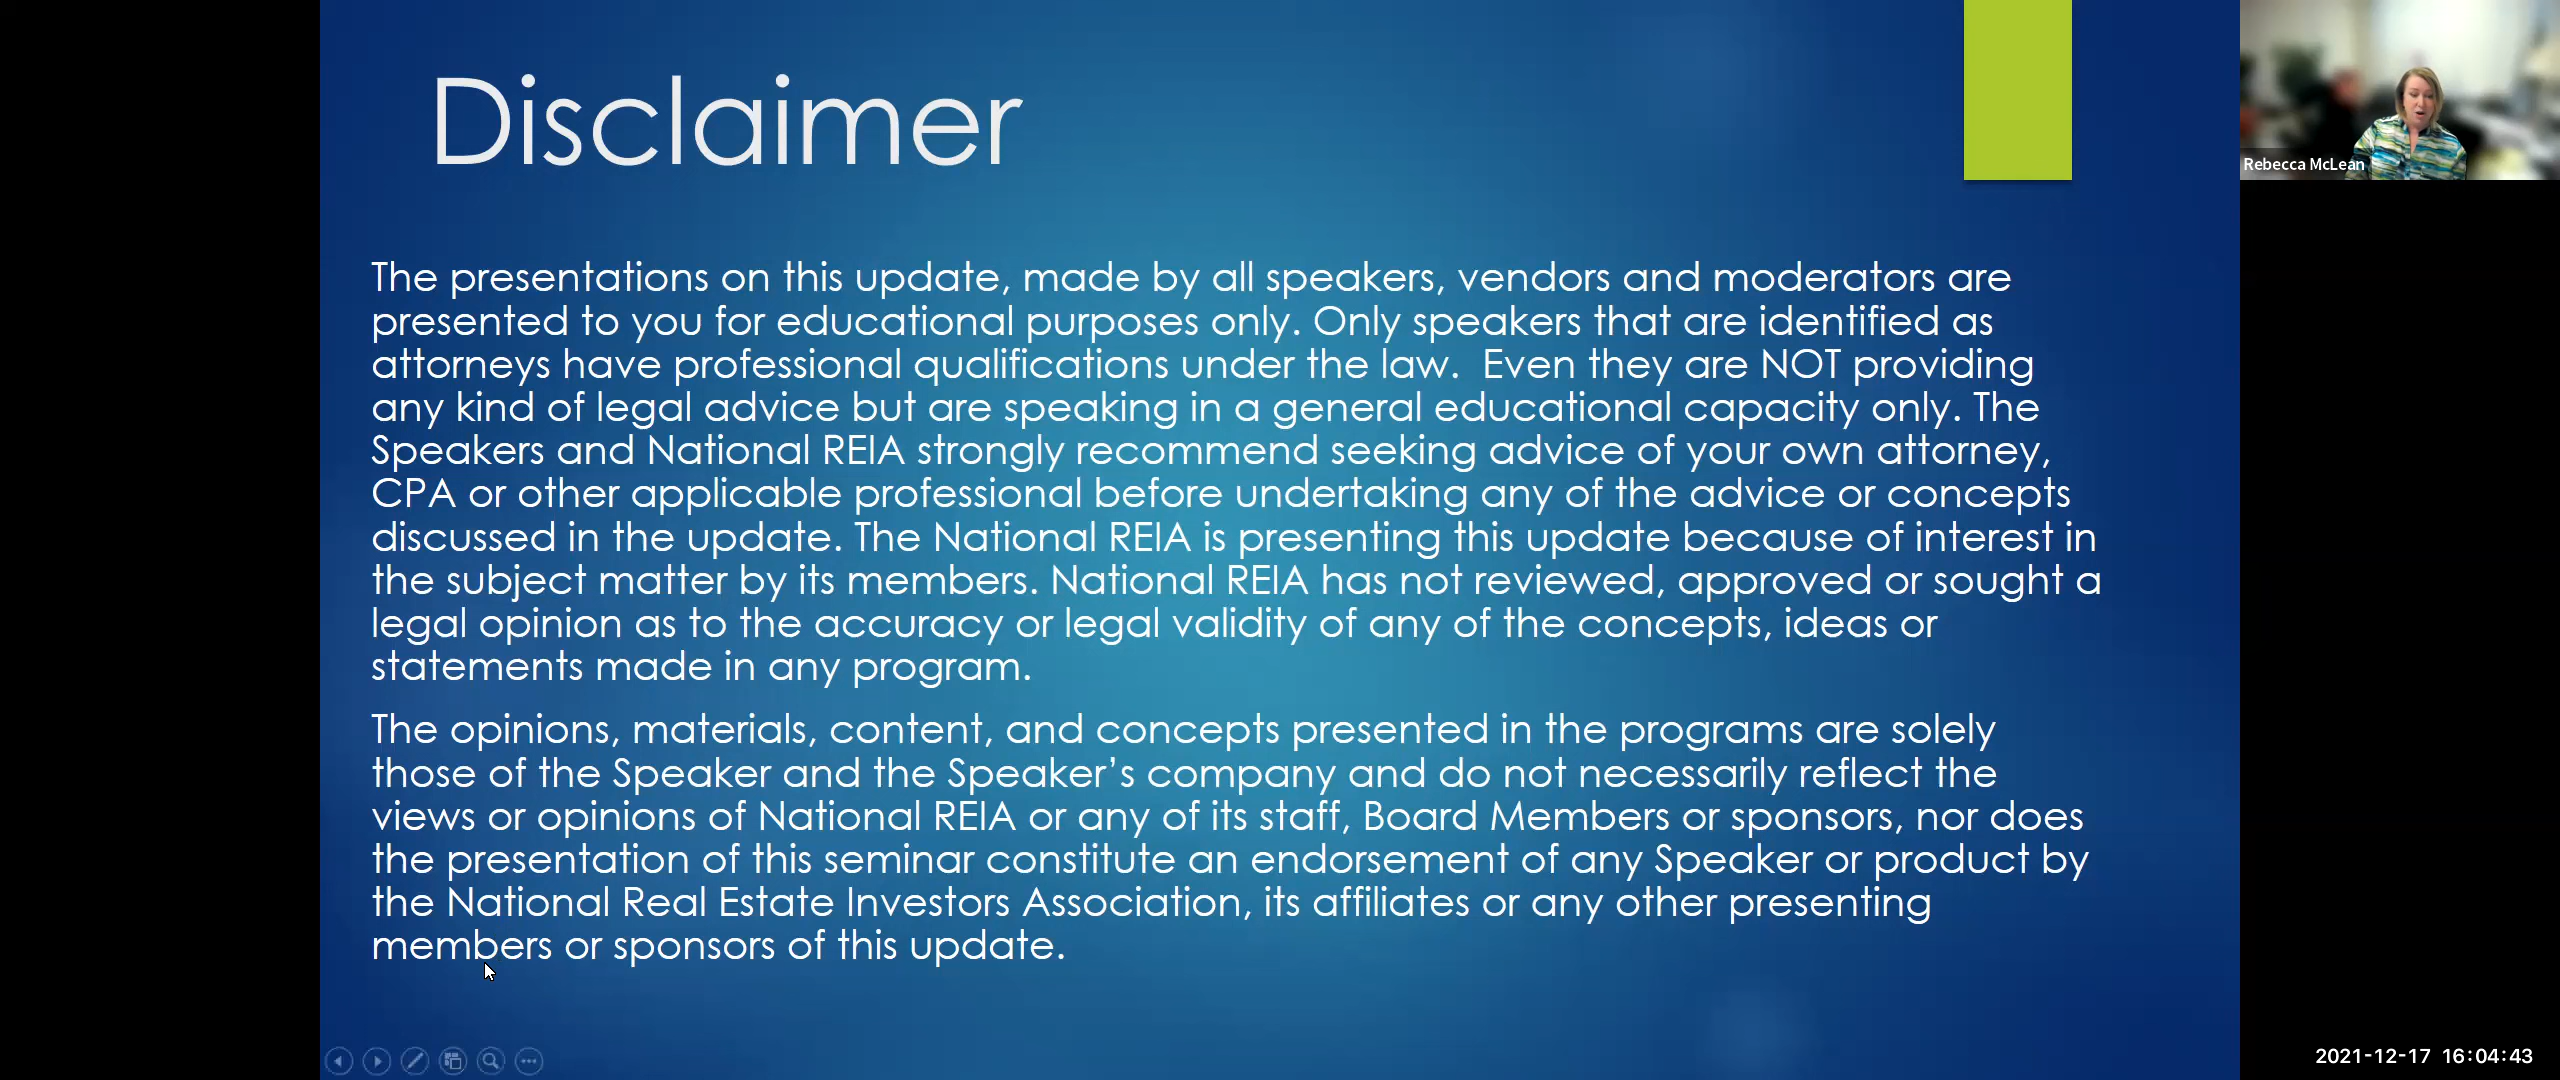 Disclaimer
Rebecca McLean
The presentations on this update, made by all speakers, vendors and moderators are
presented to you for educational purposes only. Only speakers that are identified as
attorneys have professional qualifications under the law.  Even they are NOT providing
any kind of legal advice but are speaking in a general educational capacity only. The
Speakers and National REIA strongly recommend seeking advice of your own attorney,
CPA or other applicable professional before undertaking any of the advice or concepts
discussed in the update. The National REIA is presenting this update because of interest in
the subject matter by its members. National REIA has not reviewed, approved or sought a
legal opinion as to the accuracy or legal validity of any of the concepts, ideas or
statements made in any program.
The opinions, materials, content, and concepts presented in the programs are solely
those of the Speaker and the Speaker’s company and do not necessarily reflect the
views or opinions of National REIA or any of its staff, Board Members or sponsors, nor does
the presentation of this seminar constitute an endorsement of any Speaker or product by
the National Real Estate Investors Association, its affiliates or any other presenting
members or sponsors of this update.
2021-12-17 16:04:43